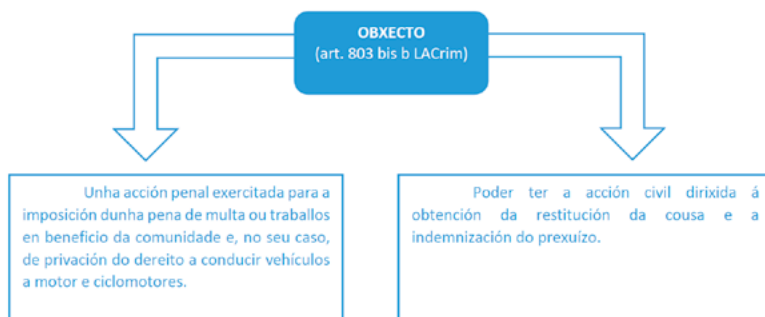 OBXECTO
(art. 803 bis b LACrim)
Unha acción penal exercitada para a
imposición dunha pena de multa ou traballos
en beneficio da comunidade e, no seu caso,
de privación do dereito a conducir vehículos
a motor e ciclomotores.
Poder ter a acción civil dirixida á
obtención da restitución da cousa e a
indemnización do prexuízo.